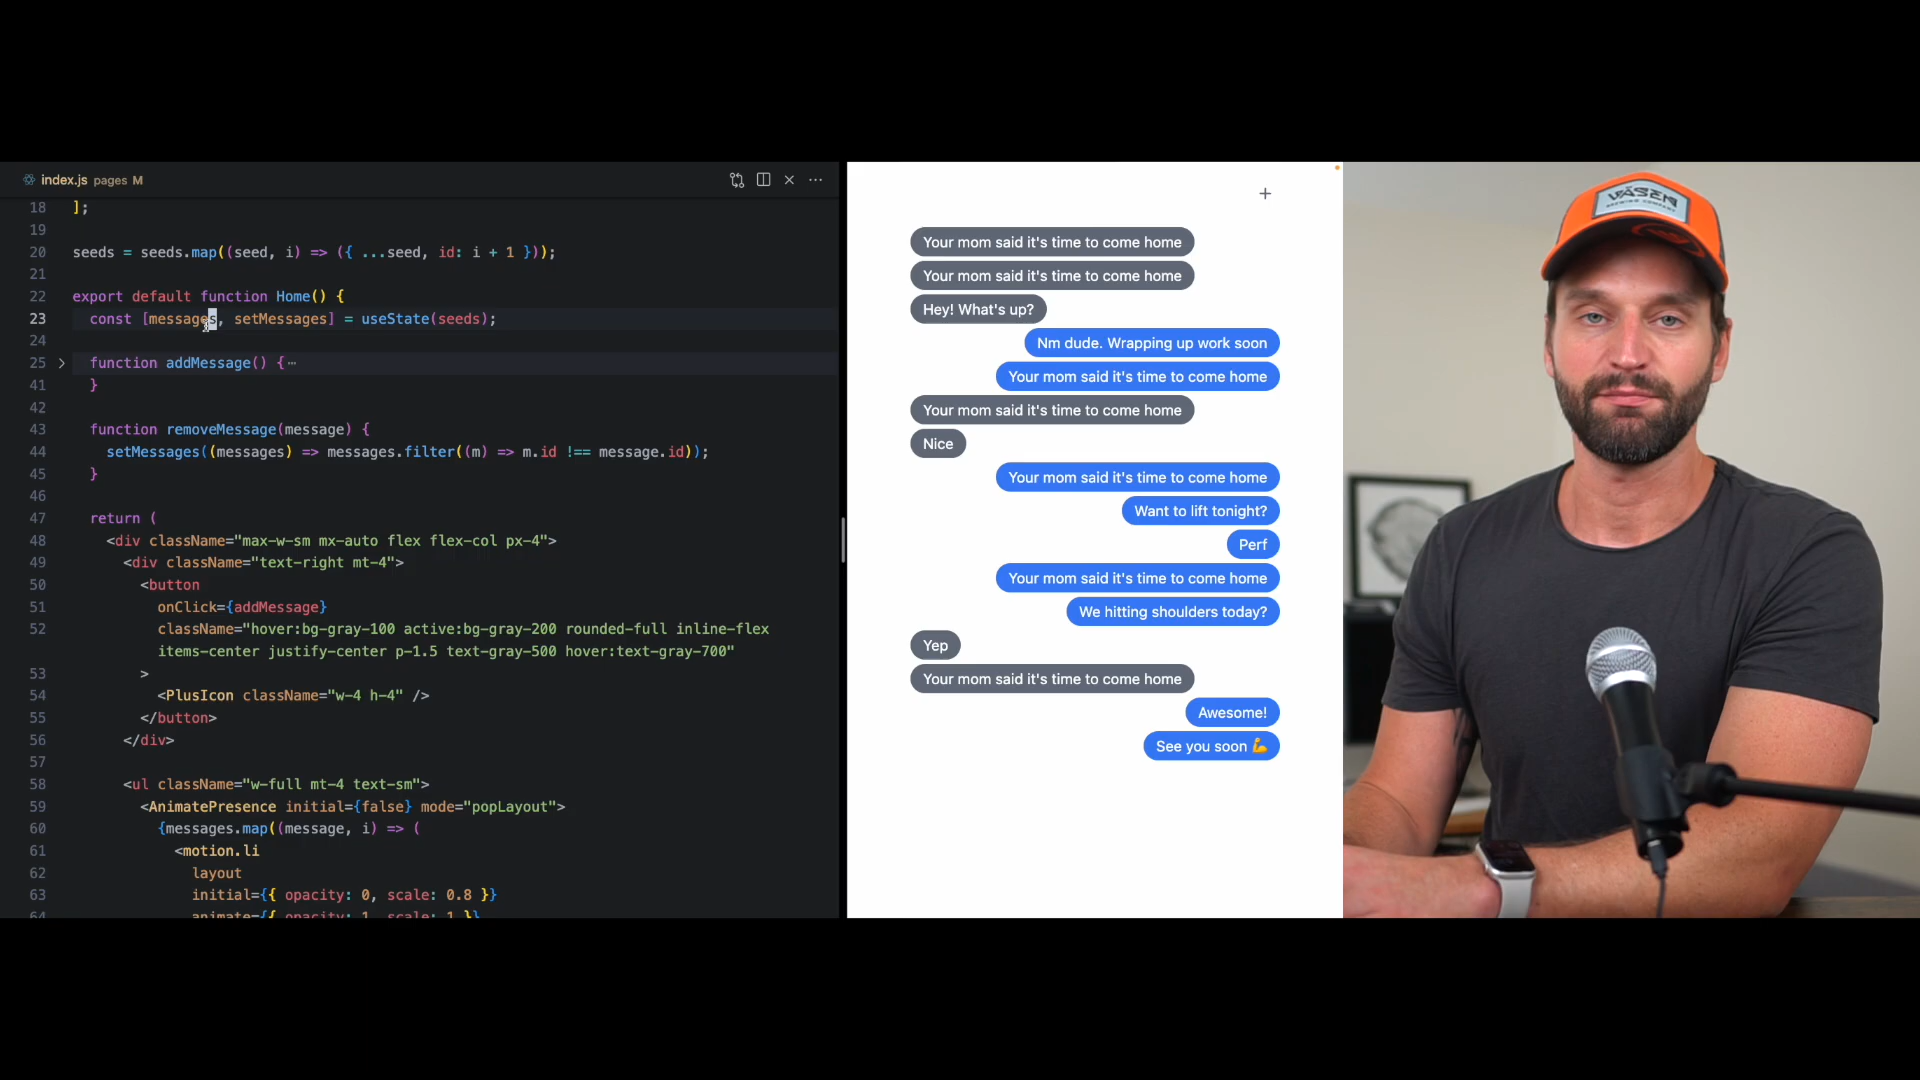 index.js pages M
18 ];
19
20 seeds = seeds.map((seed, i) => ({ ...seed, id: i + 1 }));
21
22 export default function Home() {
23 const [messages, setMessages] = useState(seeds);
24
25 function addMessage() {⋯
41 }
42
43 function removeMessage(message) {
44 setMessages((messages) => messages.filter((m) => m.id !== message.id));
45 }
46
47 return (
48 <div className="max-w-sm mx-auto flex flex-col px-4">
49 <div className="text-right mt-4">
50 <button
51 onClick={addMessage}
52 className="hover:bg-gray-100 active:bg-gray-200 rounded-full inline-flex
items-center justify-center p-1.5 text-gray-500 hover:text-gray-700"
53 >
54 <PlusIcon className="w-4 h-4" />
55 </button>
56 </div>
57
58 <ul className="w-full mt-4 text-sm">
59 <AnimatePresence initial={false} mode="popLayout">
60 {messages.map((message, i) => (
61 <motion.li
62 layout
63 initial={{ opacity: 0, scale: 0.8 }}
64 animate={{ opacity: 1, scale: 1 }}
Your mom said it's time to come home
Your mom said it's time to come home
Hey! What's up?
Nm dude. Wrapping up work soon
Your mom said it's time to come home
Your mom said it's time to come home
Nice
Your mom said it's time to come home
Want to lift tonight?
Perf
Your mom said it's time to come home
We hitting shoulders today?
Yep
Your mom said it's time to come home
Awesome!
See you soon 💪
VÄSEN
BREWING COMPANY